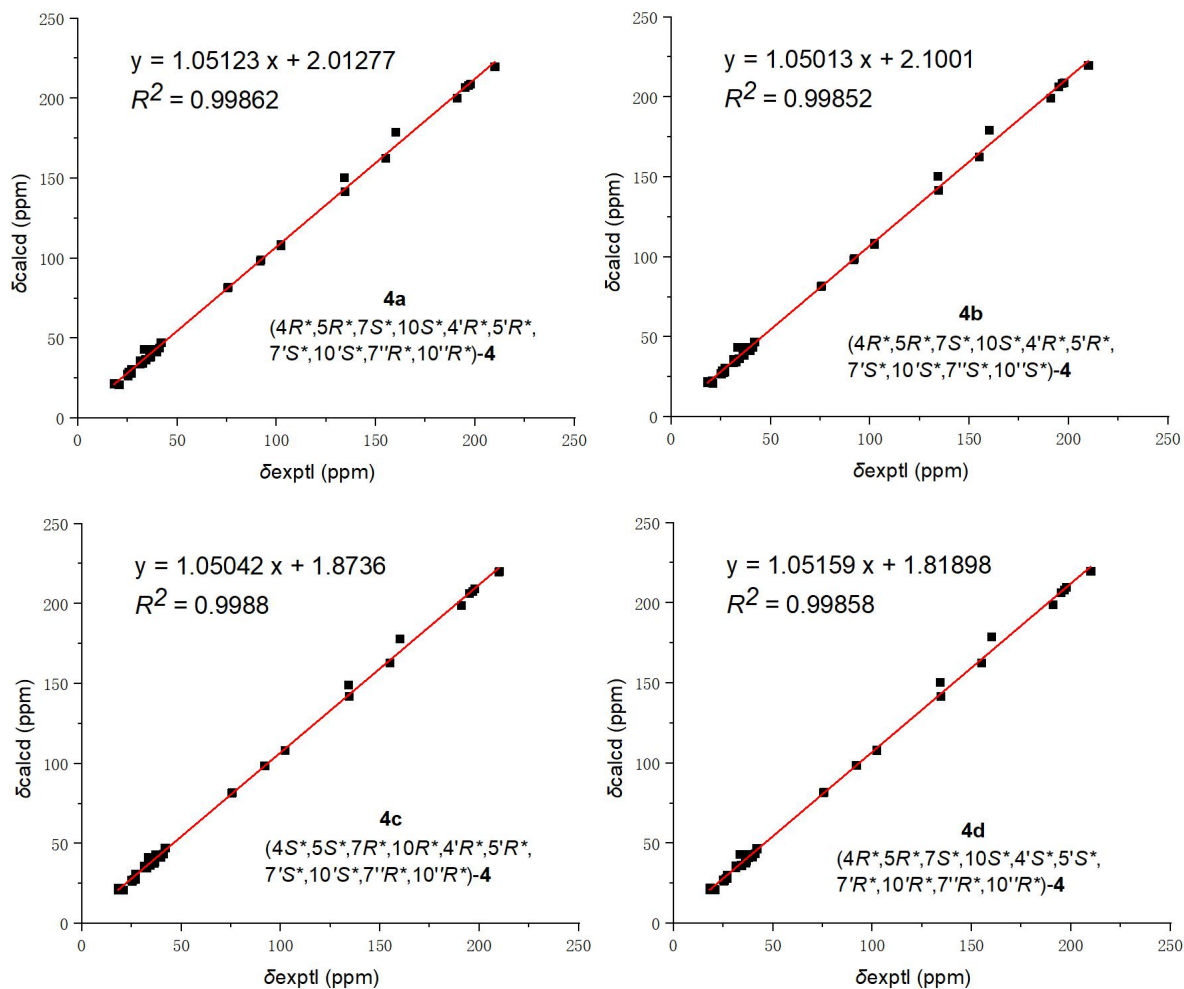 y = 1.05123 x + 2.01277
R² = 0.99862
250
200
150
100
50
0
δcalcd (ppm)
4a
(4R*,5R*,7S*,10S*,4'R*,5'R*,
7'S*,10'S*,7''R*,10''R*)-4
0 50 100 150 200 250
δexptl (ppm)
y = 1.05013 x + 2.1001
R² = 0.99852
250
200
150
100
50
0
δcalcd (ppm)
4b
(4R*,5R*,7S*,10S*,4'R*,5'R*,
7'S*,10'S*,7''S*,10''S*)-4
0 50 100 150 200 250
δexptl (ppm)
y = 1.05042 x + 1.8736
R² = 0.9988
250
200
150
100
50
0
δcalcd (ppm)
4c
(4S*,5S*,7R*,10R*,4'R*,5'R*,
7'S*,10'S*,7''R*,10''R*)-4
0 50 100 150 200 250
δexptl (ppm)
y = 1.05159 x + 1.81898
R² = 0.99858
250
200
150
100
50
0
δcalcd (ppm)
4d
(4R*,5R*,7S*,10S*,4'S*,5'S*,
7'R*,10'R*,7''R*,10''R*)-4
0 50 100 150 200 250
δexptl (ppm)